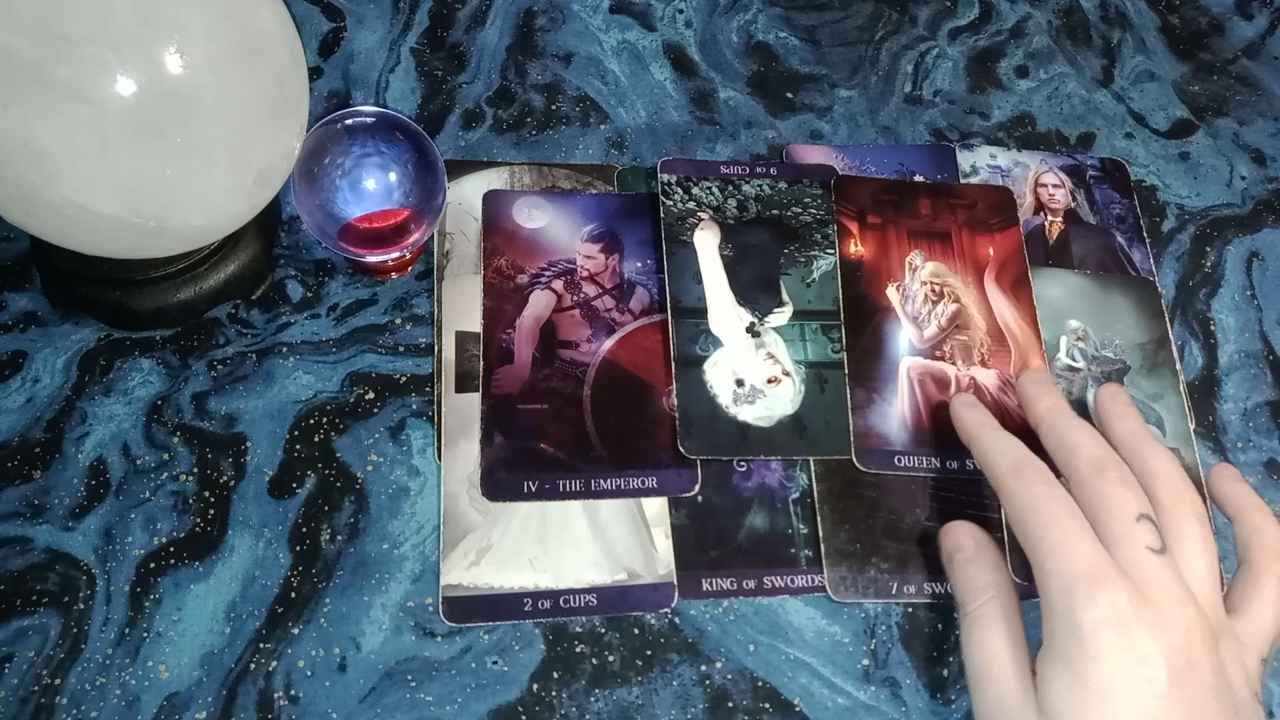 9 OF CUPS
QUEEN OF SW
IV - THE EMPEROR
KING OF SWORDS
7 OF SWO
2 OF CUPS